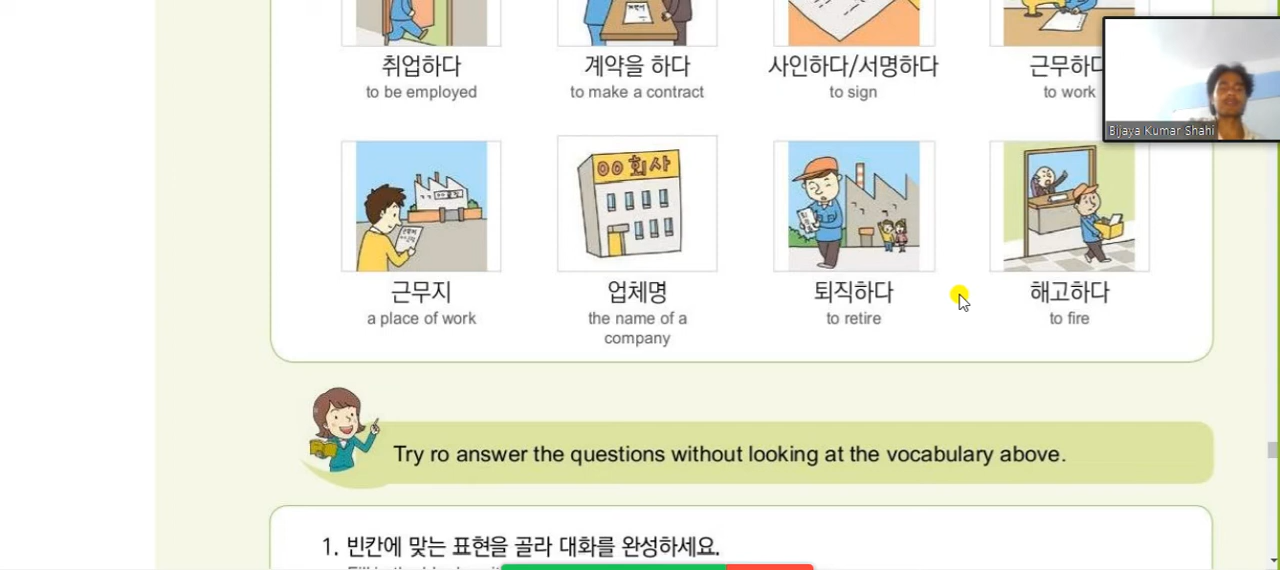 취업하다
to be employed
계약을 하다
to make a contract
사인하다/서명하다
to sign
근무하다
to work
Bijaya Kumar Shahi
OO 회사
근무지
a place of work
업체명
the name of a
company
퇴직하다
to retire
해고하다
to fire
Try ro answer the questions without looking at the vocabulary above.
1. 빈칸에 맞는 표현을 골라 대화를 완성하세요.